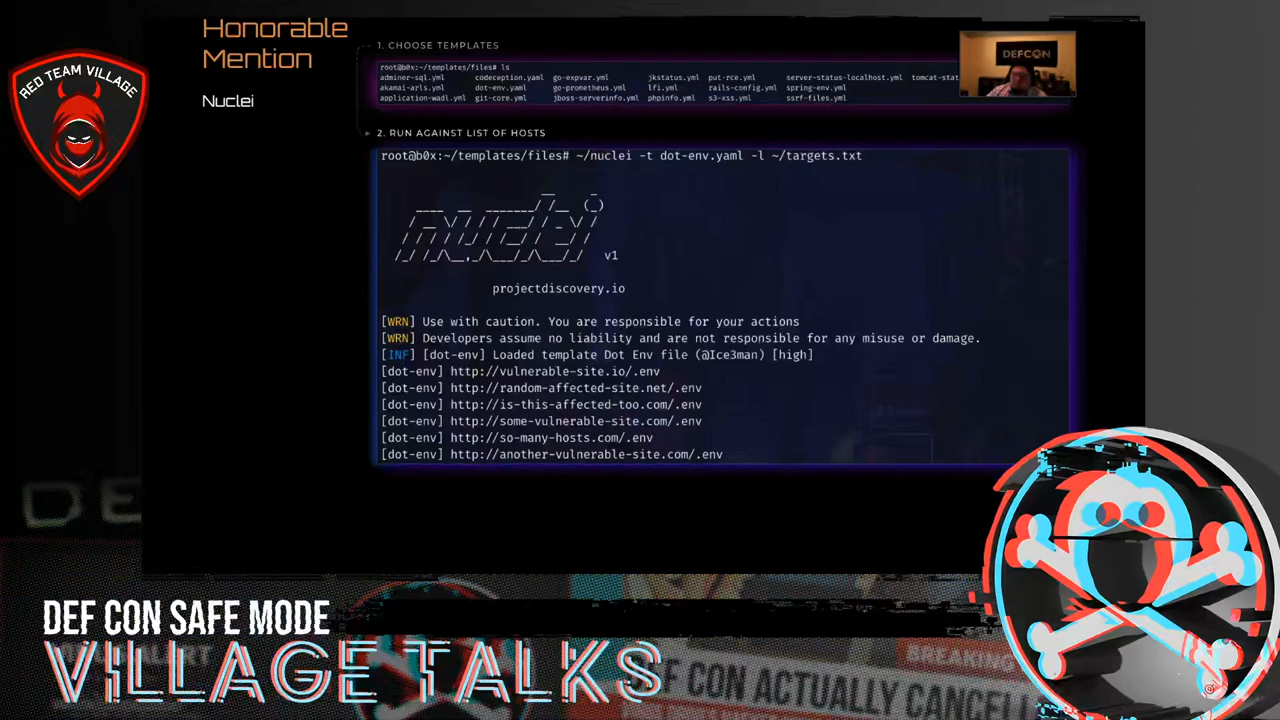 Honorable
Mention
Nuclei
RED TEAM VILLAGE
1. CHOOSE TEMPLATES
root@b0x:~/templates/files# ls
adminer-sql.yml codeception.yaml go-expvar.yml jkstatus.yml put-rce.yml server-status-localhost.yml tomcat-stat
akamai-arls.yml dot-env.yaml go-prometheus.yml lfi.yml rails-config.yml spring-env.yml
application-wadl.yml git-core.yml jboss-serverinfo.yml phpinfo.yml s3-xss.yml ssrf-files.yml
DEFCON
2. RUN AGAINST LIST OF HOSTS
root@b0x:~/templates/files# ~/nuclei -t dot-env.yaml -l ~/targets.txt
nuclei v1
projectdiscovery.io
[WRN] Use with caution. You are responsible for your actions
[WRN] Developers assume no liability and are not responsible for any misuse or damage.
[INF] [dot-env] Loaded template Dot Env file (@Ice3man) [high]
[dot-env] http://vulnerable-site.io/.env
[dot-env] http://random-affected-site.net/.env
[dot-env] http://is-this-affected-too.com/.env
[dot-env] http://some-vulnerable-site.com/.env
[dot-env] http://so-many-hosts.com/.env
[dot-env] http://another-vulnerable-site.com/.env
DEF CON SAFE MODE
VILLAGE TALKS
BREAKING
DEF CON ACTUALLY CANCELL